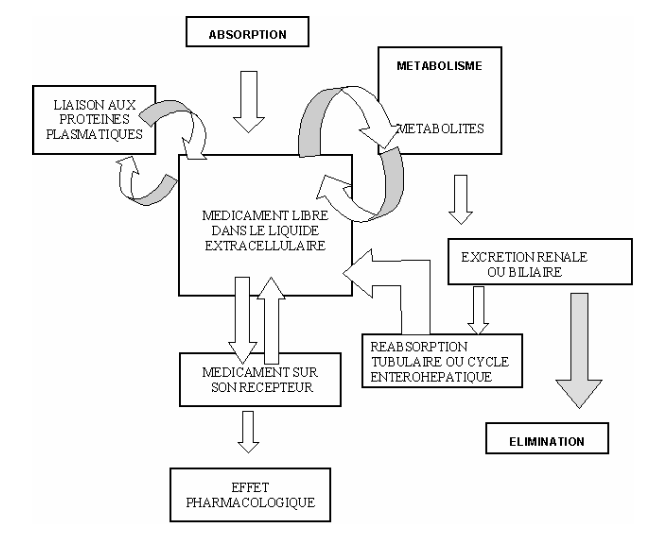 ABSORPTION
METABOLISME
METABOLITES
LIAISON AUX
PROTEINES
PLASMATIQUES
MEDICAMENT LIBRE
DANS LE LIQUIDE
EXTRACELLULAIRE
EXCRETION RENALE
OU BILIAIRE
REABSORPTION
TUBULAIRE OU CYCLE
ENTEROHEPATIQUE
MEDICAMENT SUR
SON RECEPTEUR
ELIMINATION
EFFET
PHARMACOLOGIQUE